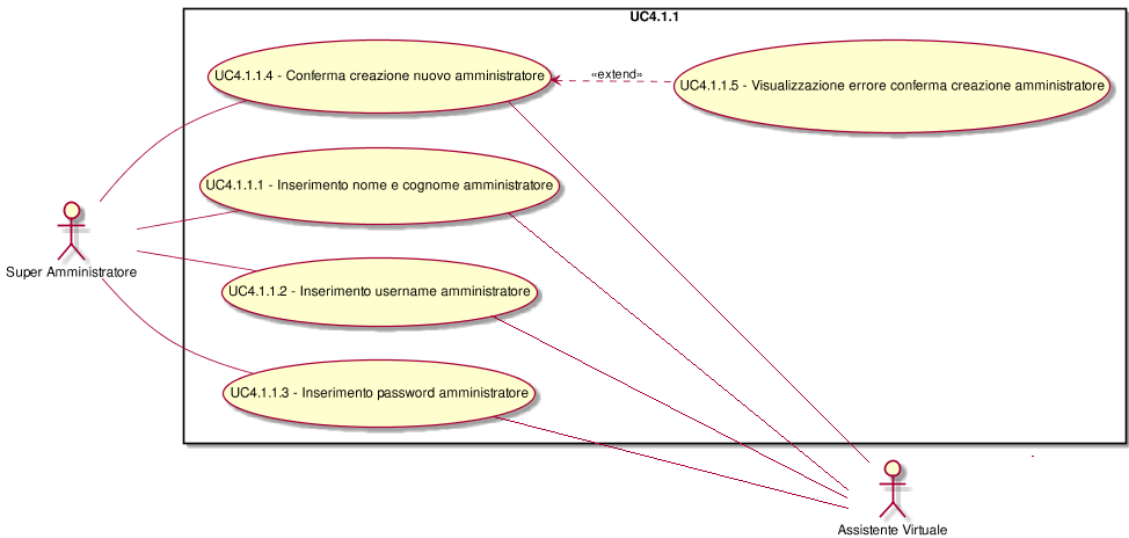 UC4.1.1
UC4.1.1.4 - Conferma creazione nuovo amministratore
«extend»
UC4.1.1.5 - Visualizzazione errore conferma creazione amministratore
UC4.1.1.1 - Inserimento nome e cognome amministratore
Super Amministratore
UC4.1.1.2 - Inserimento username amministratore
UC4.1.1.3 - Inserimento password amministratore
Assistente Virtuale